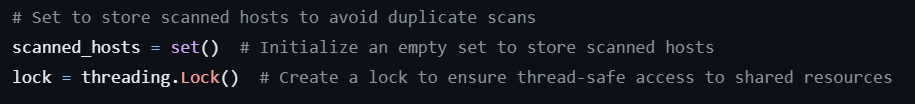 # Set to store scanned hosts to avoid duplicate scans
scanned_hosts = set()  # Initialize an empty set to store scanned hosts
lock = threading.Lock()  # Create a lock to ensure thread-safe access to shared resources